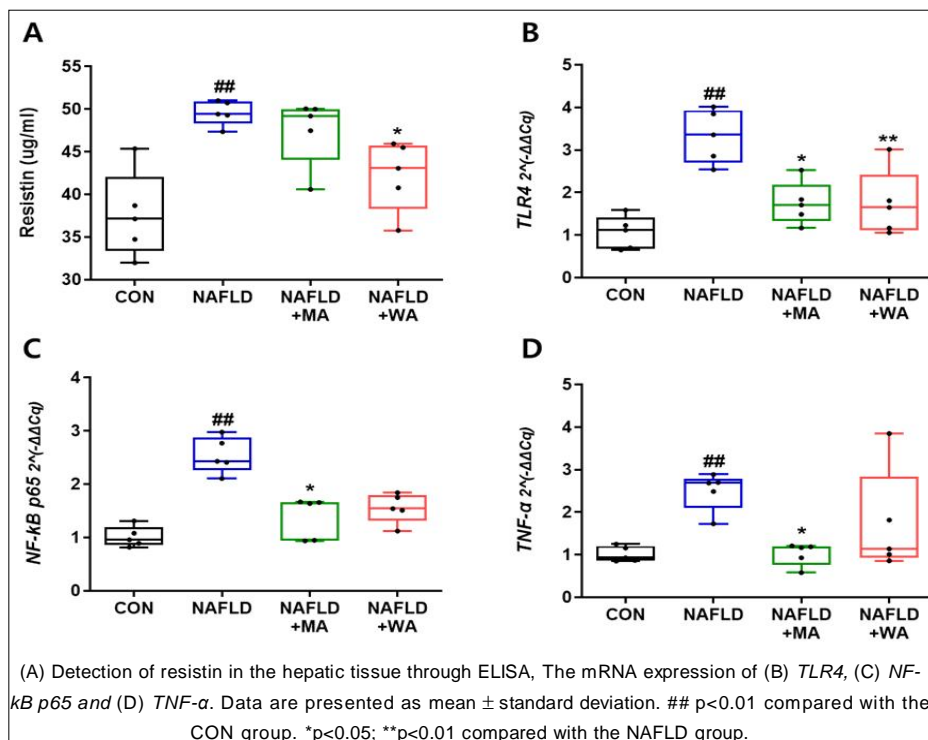 A
Resistin (ug/ml)
55
50
45
40
35
30
##
*
CON
NAFLD
NAFLD
+MA
NAFLD
+WA
B
TLR4 2^(-ΔΔCq)
5
4
3
2
1
0
##
*
**
CON
NAFLD
NAFLD
+MA
NAFLD
+WA
C
NF-kB p65 2^(-ΔΔCq)
4
3
2
1
0
##
*
CON
NAFLD
NAFLD
+MA
NAFLD
+WA
D
TNF-α 2^(-ΔΔCq)
5
4
3
2
1
0
##
*
CON
NAFLD
NAFLD
+MA
NAFLD
+WA
(A) Detection of resistin in the hepatic tissue through ELISA, The mRNA expression of (B) TLR4, (C) NF-
kB p65 and (D) TNF-α. Data are presented as mean ± standard deviation. ## p<0.01 compared with the
CON group. *p<0.05; **p<0.01 compared with the NAFLD group.